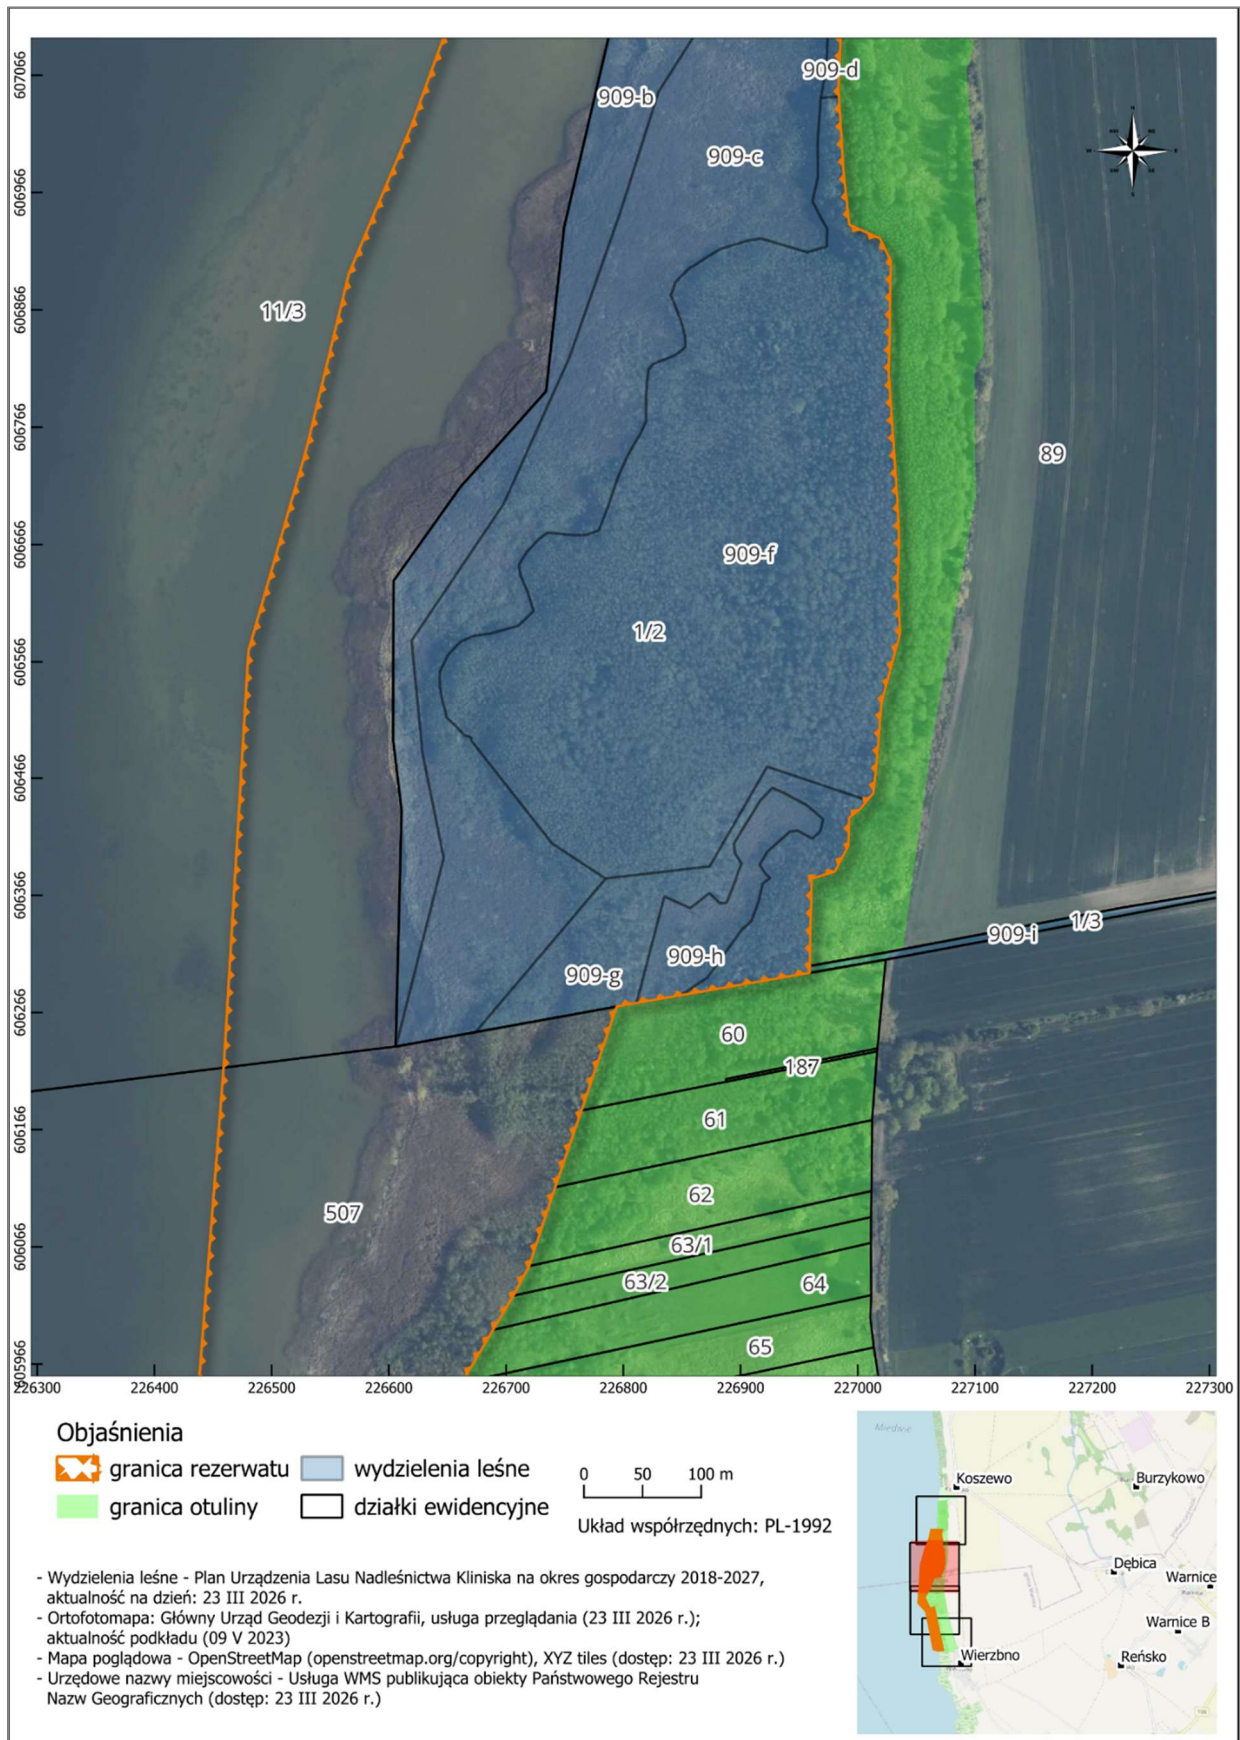 607066
606966
606866
606766
606666
606566
606466
606366
606266
606166
606066
605966
909-d
909-b
909-c
11/3
89
909-f
1/2
1/3
909-i
909-h
909-g
60
187
61
62
507
63/1
63/2
64
65
226300 226400 226500 226600 226700 226800 226900 227000 227100 227200 227300
Objaśnienia
granica rezerwatu
wydzielenia leśne
granica otuliny
działki ewidencyjne
0 50 100 m
Układ współrzędnych: PL-1992
- Wydzielenia leśne - Plan Urządzenia Lasu Nadleśnictwa Kliniska na okres gospodarczy 2018-2027,
aktualność na dzień: 23 III 2026 r.
- Ortofotomapa: Główny Urząd Geodezji i Kartografii, usługa przeglądania (23 III 2026 r.);
aktualność podkładu (09 V 2023)
- Mapa poglądowa - OpenStreetMap (openstreetmap.org/copyright), XYZ tiles (dostęp: 23 III 2026 r.)
- Urzędowe nazwy miejscowości - Usługa WMS publikująca obiekty Państwowego Rejestru
Nazw Geograficznych (dostęp: 23 III 2026 r.)
Miedwie
Koszewo
Burzykowo
Dębica
Warnice
Warnice B
Reńsko
Wierzbno